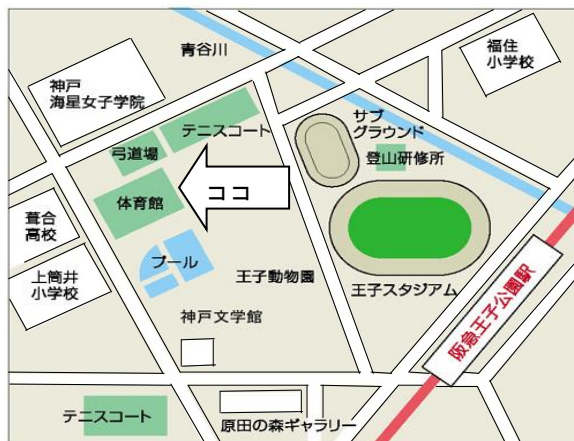 青谷川
福住
小学校
神戸
海星女子学院
サブ
グラウンド
テニスコート
弓道場
登山研修所
ココ
体育館
葺合
高校
プール
上筒井
小学校
王子動物園
王子スタジアム
阪急王子公園駅
神戸文学館
テニスコート
原田の森ギャラリー